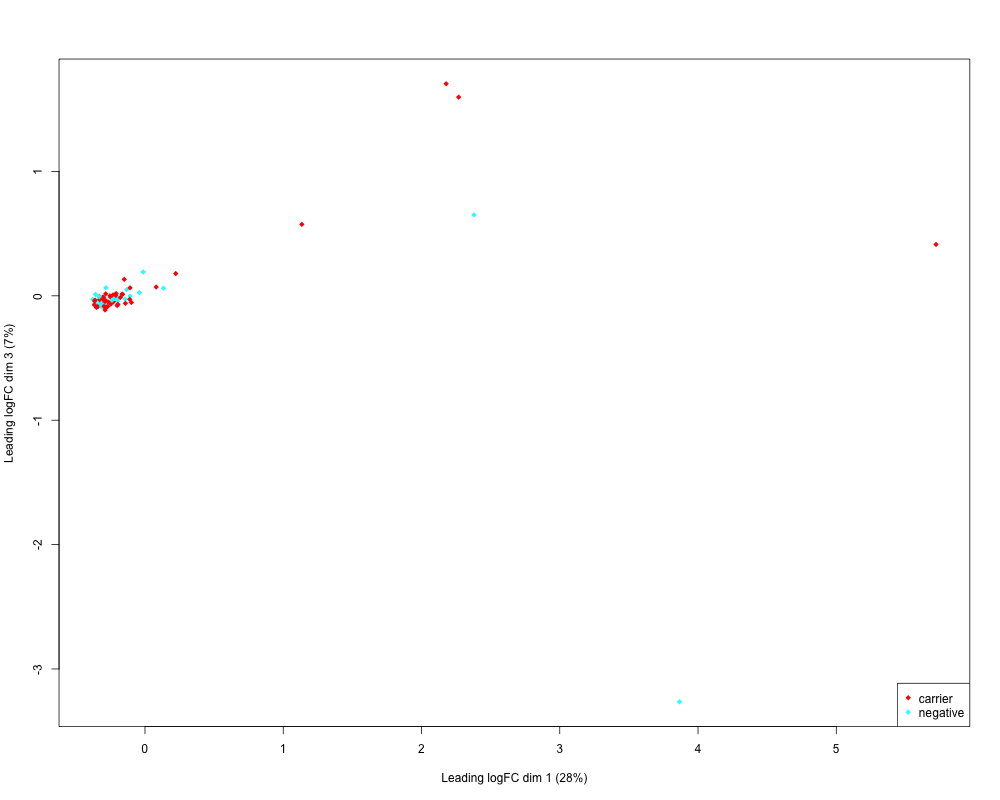 1
0
-1
-2
-3
Leading logFC dim 3 (7%)
carrier
negative
0 1 2 3 4 5
Leading logFC dim 1 (28%)